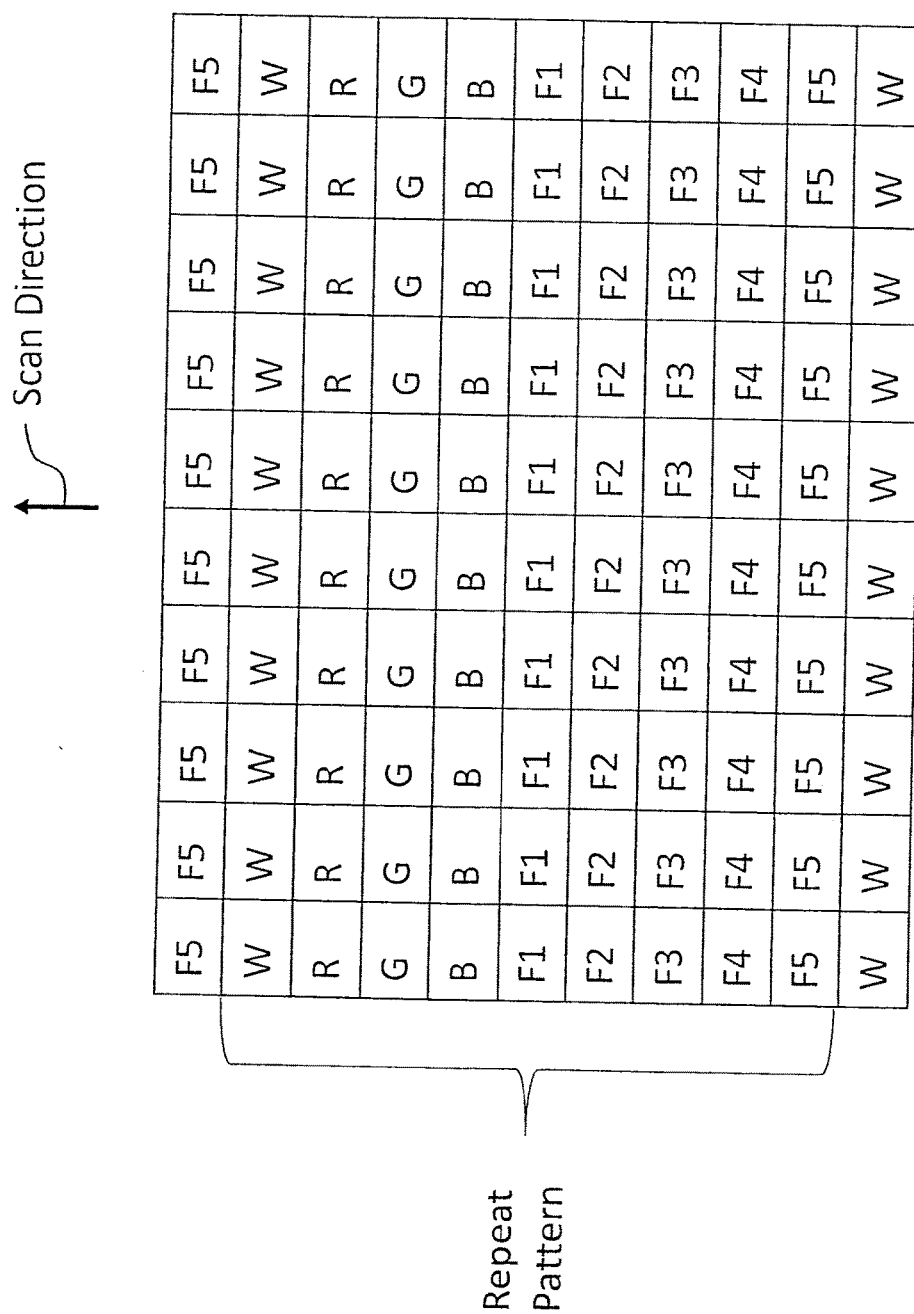 Scan Direction
F5 F5 F5 F5 F5 F5 F5 F5 F5 F5
W W W W W W W W W W
R R R R R R R R R R
G G G G G G G G G G
B B B B B B B B B B
F1 F1 F1 F1 F1 F1 F1 F1 F1 F1
F2 F2 F2 F2 F2 F2 F2 F2 F2 F2
F3 F3 F3 F3 F3 F3 F3 F3 F3 F3
F4 F4 F4 F4 F4 F4 F4 F4 F4 F4
F5 F5 F5 F5 F5 F5 F5 F5 F5 F5
W W W W W W W W W W
Repeat
Pattern